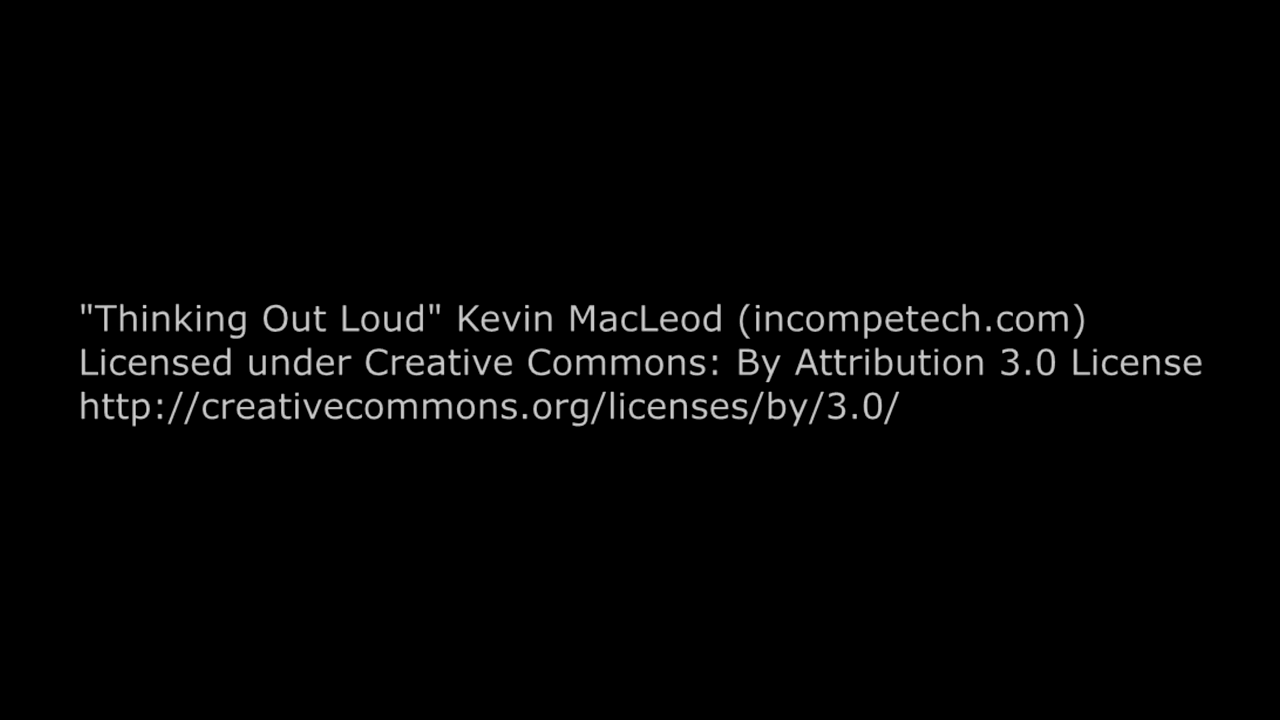 "Thinking Out Loud" Kevin MacLeod (incompetech.com)
Licensed under Creative Commons: By Attribution 3.0 License
http://creativecommons.org/licenses/by/3.0/